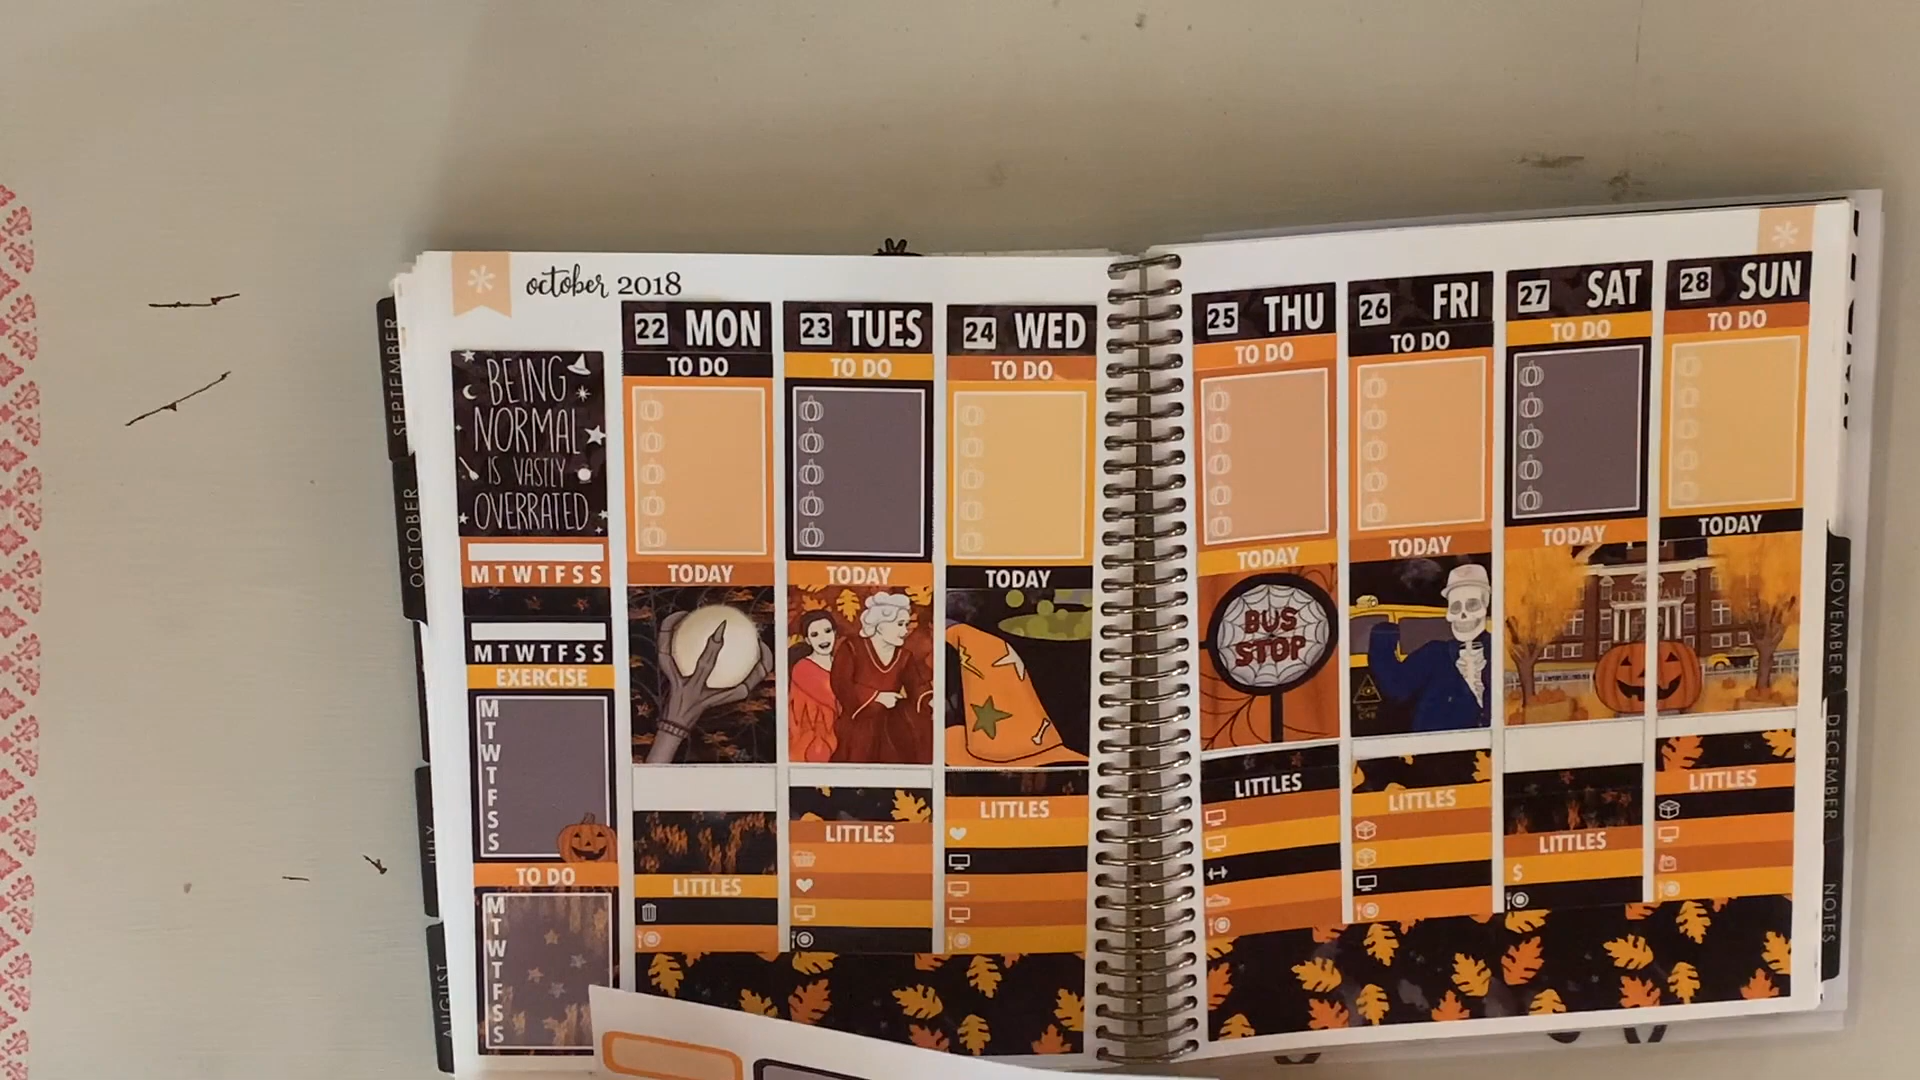 october 2018
BEING
NORMAL
IS VASTLY
OVERRATED
M T W T F S S
M T W T F S S
EXERCISE
M
T
W
T
F
S
S
TO DO
M
T
W
T
F
S
S
22 MON
TO DO
TODAY
LITTLES
23 TUES
TO DO
TODAY
LITTLES
24 WED
TO DO
TODAY
LITTLES
25 THU
TO DO
TODAY
BUS
STOP
LITTLES
$
26 FRI
TO DO
TODAY
LITTLES
27 SAT
TO DO
TODAY
LITTLES
28 SUN
TO DO
TODAY
LITTLES
SEPTEMBER
OCTOBER
JULY
AUGUST
NOVEMBER
DECEMBER
NOTES